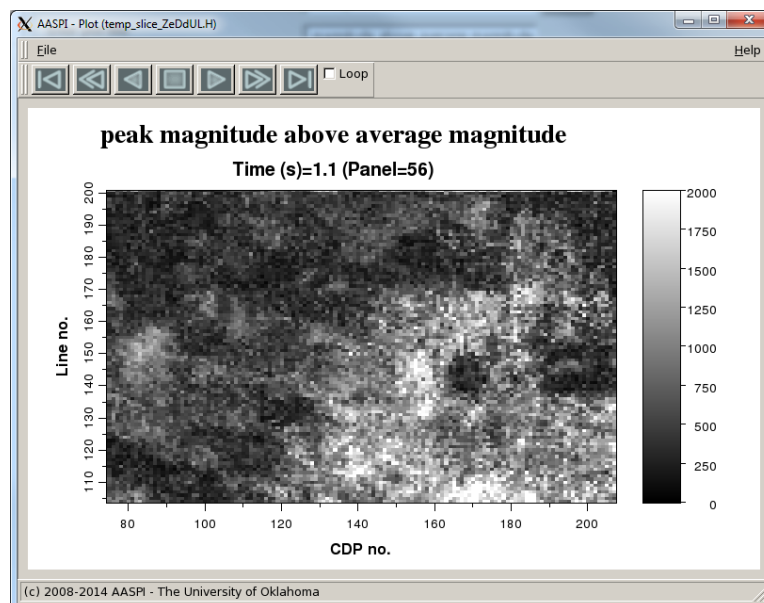 AASPI - Plot (temp_slice_ZeDdUL.H)
File Help
Loop
peak magnitude above average magnitude
Time (s)=1.1 (Panel=56)
200
190
180
170
160
150
140
130
120
110
Line no.
80 100 120 140 160 180 200
CDP no.
2000
1750
1500
1250
1000
750
500
250
0
(c) 2008-2014 AASPI - The University of Oklahoma